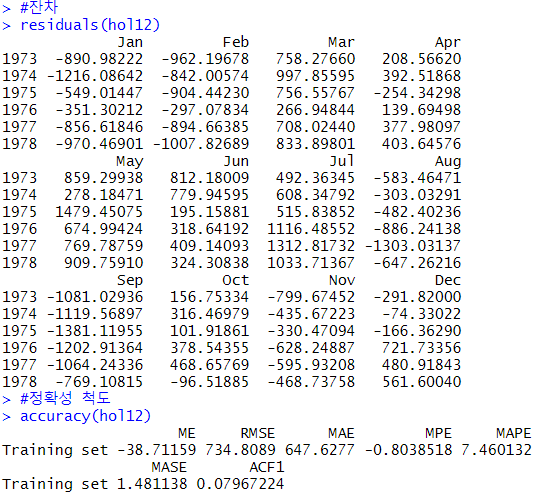 > #잔차
> residuals(hol12)
Jan Feb Mar Apr
1973 -890.98222 -962.19678 758.27660 208.56620
1974 -1216.08642 -842.00574 997.85595 392.51868
1975 -549.01447 -904.44230 756.55767 -254.34298
1976 -351.30212 -297.07834 266.94844 139.69498
1977 -856.61846 -894.66385 708.02440 377.98097
1978 -970.46901 -1007.82689 833.89801 403.64576
May Jun Jul Aug
1973 859.29938 812.18009 492.36345 -583.46471
1974 278.18471 779.94595 608.34792 -303.03291
1975 1479.45075 195.15881 515.83852 -482.40236
1976 674.99424 318.64192 1116.48552 -886.24138
1977 769.78759 409.14093 1312.81732 -1303.03137
1978 909.75910 324.30838 1033.71367 -647.26216
Sep Oct Nov Dec
1973 -1081.02936 156.75334 -799.67452 -291.82000
1974 -1119.56897 316.46979 -435.67223 -74.33022
1975 -1381.11955 101.91861 -330.47094 -166.36290
1976 -1202.91364 378.54355 -628.24887 721.73356
1977 -1064.24336 468.65769 -595.93208 480.91843
1978 -769.10815 -96.51885 -468.73758 561.60040
> #정확성 척도
> accuracy(hol12)
ME RMSE MAE MPE MAPE
Training set -38.71159 734.8089 647.6277 -0.8038518 7.460132
MASE ACF1
Training set 1.481138 0.07967224